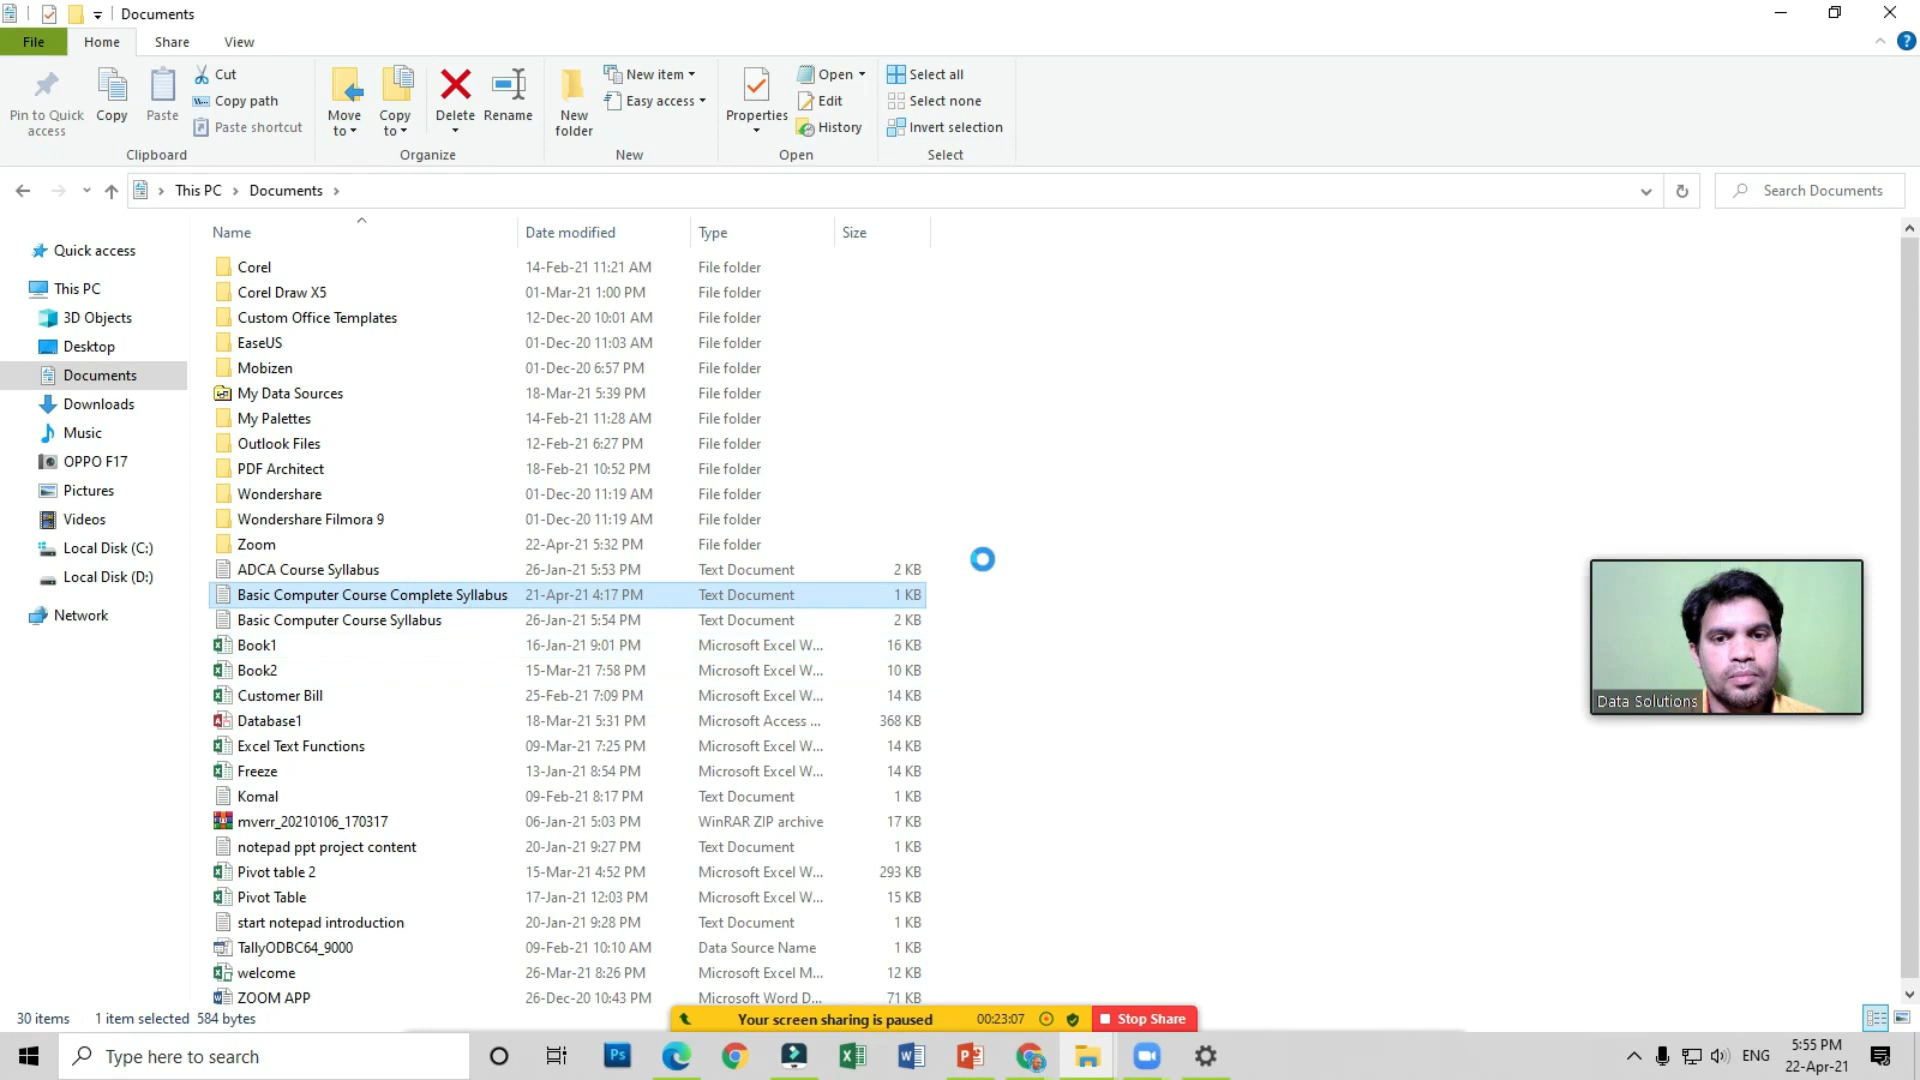 Documents
File Home Share View
Pin to Quick access
Copy
Paste
Cut
Copy path
Paste shortcut
Clipboard
Move to
Copy to
Delete
Rename
Organize
New folder
New item
Easy access
New
Properties
Open
Edit
History
Open
Select all
Select none
Invert selection
Select
This PC Documents
Search Documents
Quick access
This PC
3D Objects
Desktop
Documents
Downloads
Music
OPPO F17
Pictures
Videos
Local Disk (C:)
Local Disk (D:)
Network
Name Date modified Type Size
Corel 14-Feb-21 11:21 AM File folder
Corel Draw X5 01-Mar-21 1:00 PM File folder
Custom Office Templates 12-Dec-20 10:01 AM File folder
EaseUS 01-Dec-20 11:03 AM File folder
Mobizen 01-Dec-20 6:57 PM File folder
My Data Sources 18-Mar-21 5:39 PM File folder
My Palettes 14-Feb-21 11:28 AM File folder
Outlook Files 12-Feb-21 6:27 PM File folder
PDF Architect 18-Feb-21 10:52 PM File folder
Wondershare 01-Dec-20 11:19 AM File folder
Wondershare Filmora 9 01-Dec-20 11:19 AM File folder
Zoom 22-Apr-21 5:32 PM File folder
ADCA Course Syllabus 26-Jan-21 5:53 PM Text Document 2 KB
Basic Computer Course Complete Syllabus 21-Apr-21 4:17 PM Text Document 1 KB
Basic Computer Course Syllabus 26-Jan-21 5:54 PM Text Document 2 KB
Book1 16-Jan-21 9:01 PM Microsoft Excel W... 16 KB
Book2 15-Mar-21 7:58 PM Microsoft Excel W... 10 KB
Customer Bill 25-Feb-21 7:09 PM Microsoft Excel W... 14 KB
Database1 18-Mar-21 5:31 PM Microsoft Access ... 368 KB
Excel Text Functions 09-Mar-21 7:25 PM Microsoft Excel W... 14 KB
Freeze 13-Jan-21 8:54 PM Microsoft Excel W... 14 KB
Komal 09-Feb-21 8:17 PM Text Document 1 KB
mverr_20210106_170317 06-Jan-21 5:03 PM WinRAR ZIP archive 17 KB
notepad ppt project content 20-Jan-21 9:27 PM Text Document 1 KB
Pivot table 2 15-Mar-21 4:52 PM Microsoft Excel W... 293 KB
Pivot Table 17-Jan-21 12:03 PM Microsoft Excel W... 15 KB
start notepad introduction 20-Jan-21 9:28 PM Text Document 1 KB
TallyODBC64_9000 09-Feb-21 10:10 AM Data Source Name 1 KB
welcome 26-Mar-21 8:26 PM Microsoft Excel M... 12 KB
ZOOM APP 26-Dec-20 10:43 PM Microsoft Word D... 71 KB
Data Solutions
30 items 1 item selected 584 bytes
Your screen sharing is paused 00:23:07 Stop Share
Type here to search
Ps
ENG
5:55 PM
22-Apr-21